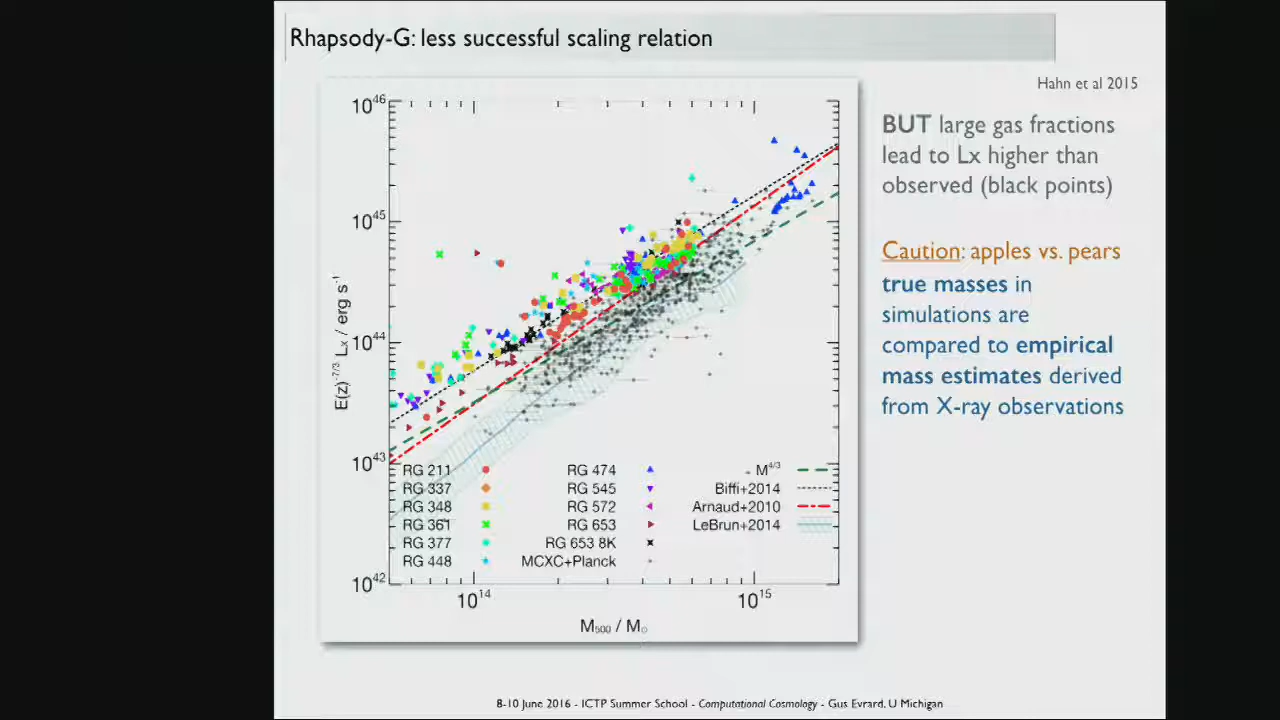 Rhapsody-G: less successful scaling relation
Hahn et al 2015
BUT large gas fractions
lead to Lx higher than
observed (black points)
Caution: apples vs. pears
true masses in
simulations are
compared to empirical
mass estimates derived
from X-ray observations
10^46
10^45
10^44
10^43
10^42
E(z)^-7/3 Lx / erg s^-1
RG 211
RG 337
RG 348
RG 361
RG 377
RG 448
RG 474
RG 545
RG 572
RG 653
RG 653 8K
MCXC+Planck
M^4/3
Biffi+2014
Arnaud+2010
LeBrun+2014
10^14
10^15
M500 / M⊙
8-10 June 2016 - ICTP Summer School - Computational Cosmology - Gus Evrard, U Michigan